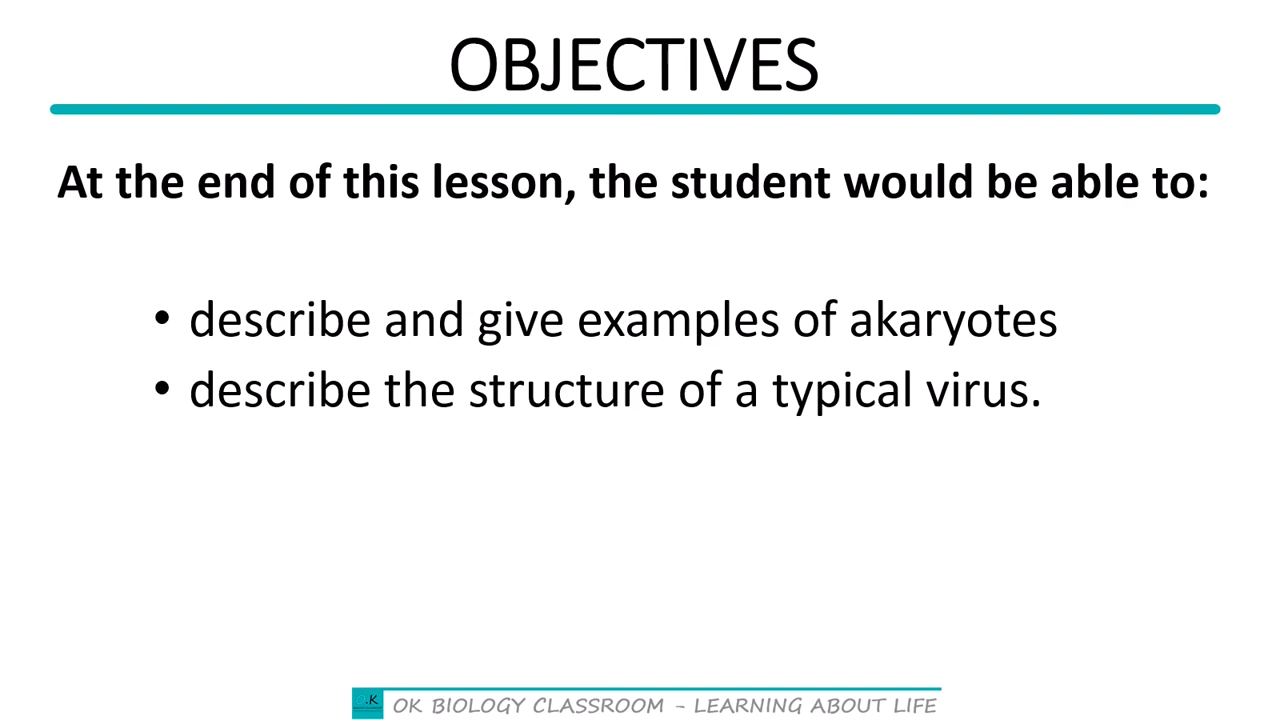 OBJECTIVES
At the end of this lesson, the student would be able to:
• describe and give examples of akaryotes
• describe the structure of a typical virus.
OK BIOLOGY CLASSROOM - LEARNING ABOUT LIFE